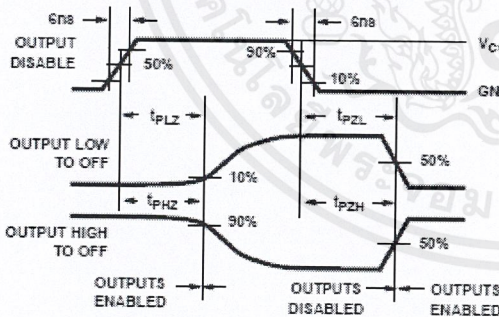 6ns
6ns
OUTPUT
DISABLE
50%
90%
10%
GN
tPLZ
tPZL
OUTPUT LOW
TO OFF
10%
50%
tPHZ
tPZH
OUTPUT HIGH
TO OFF
90%
50%
OUTPUTS
ENABLED
OUTPUTS
DISABLED
OUTPUTS
ENABLED